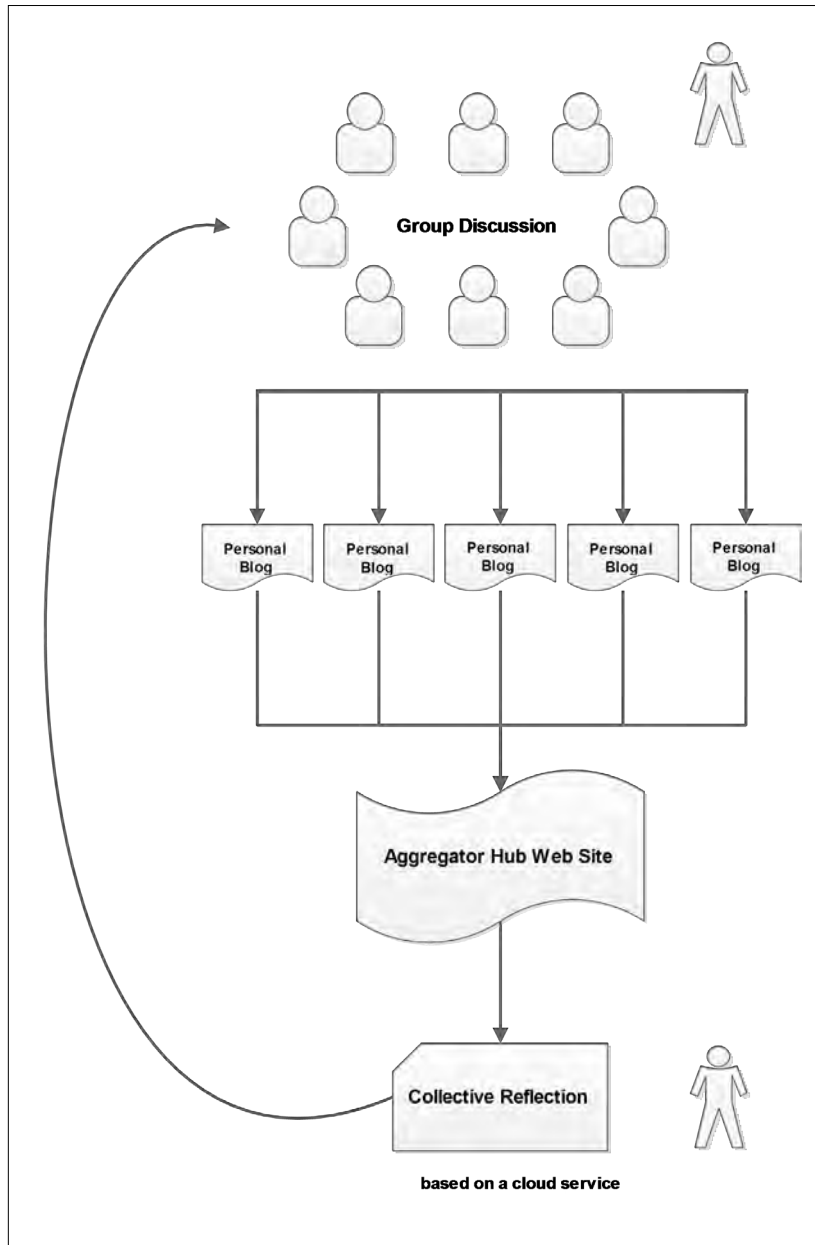 Group Discussion
Personal
Blog
Personal
Blog
Personal
Blog
Personal
Blog
Personal
Blog
Aggregator Hub Web Site
Collective Reflection
based on a cloud service